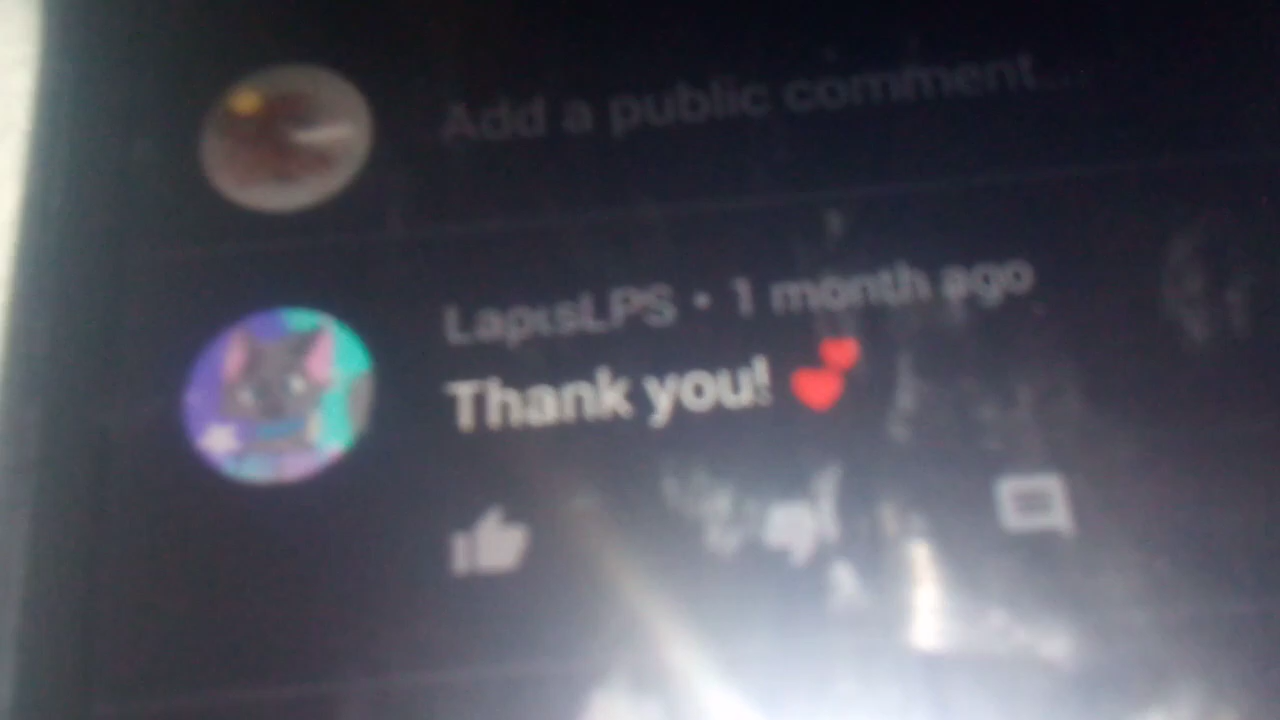 Add a public comment...
LapisLPS • 1 month ago
Thank you! 💕